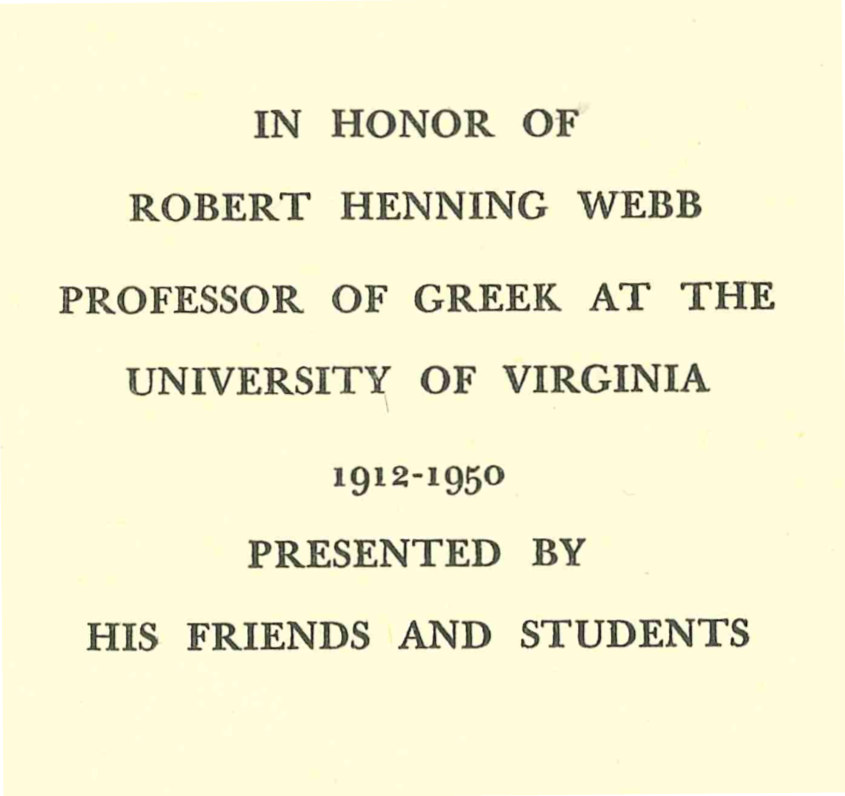 IN HONOR OF
ROBERT HENNING WEBB
PROFESSOR OF GREEK AT THE
UNIVERSITY OF VIRGINIA
1912-1950
PRESENTED BY
HIS FRIENDS AND STUDENTS